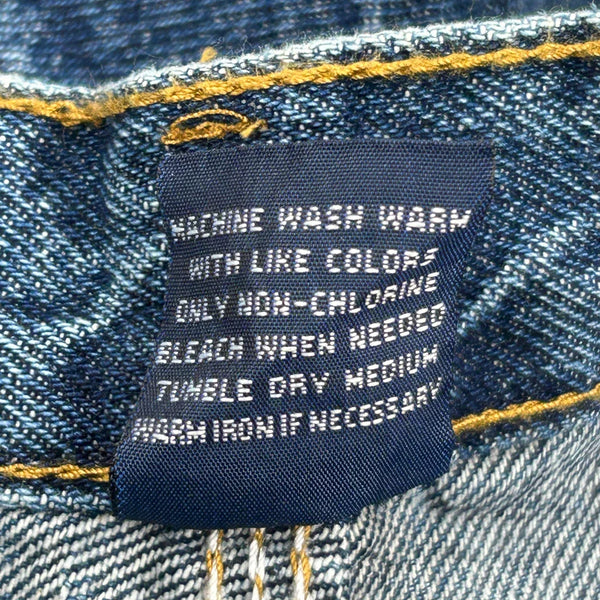 MACHINE WASH WARM
WITH LIKE COLORS
ONLY NON-CHLORINE
BLEACH WHEN NEEDED
TUMBLE DRY MEDIUM
WARM IRON IF NECESSARY